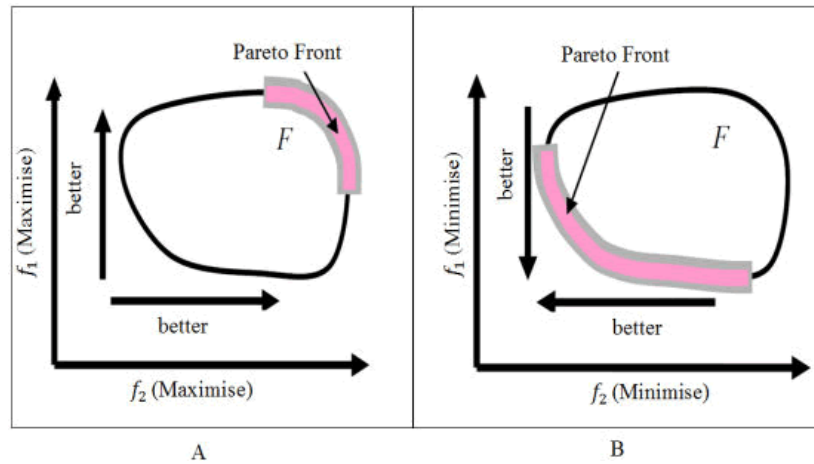 Pareto Front
F
better
f₁ (Maximise)
better
f₂ (Maximise)
A
Pareto Front
F
better
f₁ (Minimise)
better
f₂ (Minimise)
B